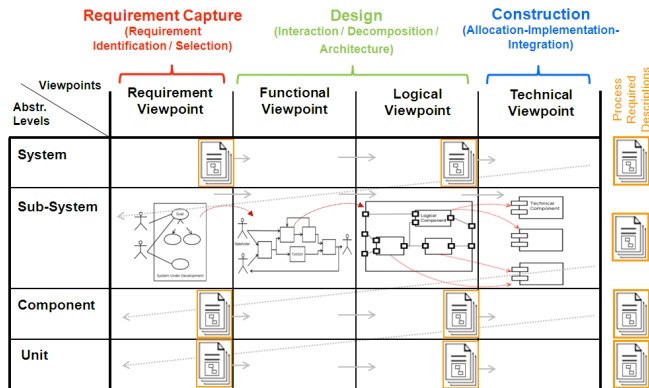 Requirement Capture
(Requirement
Identification / Selection)
Design
(Interaction / Decomposition /
Architecture)
Construction
(Allocation-Implementation-
Integration)
Viewpoints
Abstr.
Levels
Requirement
Viewpoint
Functional
Viewpoint
Logical
Viewpoint
Technical
Viewpoint
Process
Required
Descriptions
System
Sub-System
Goal
System Under Development
Function
Logical
Component
Technical
Component
Component
Unit